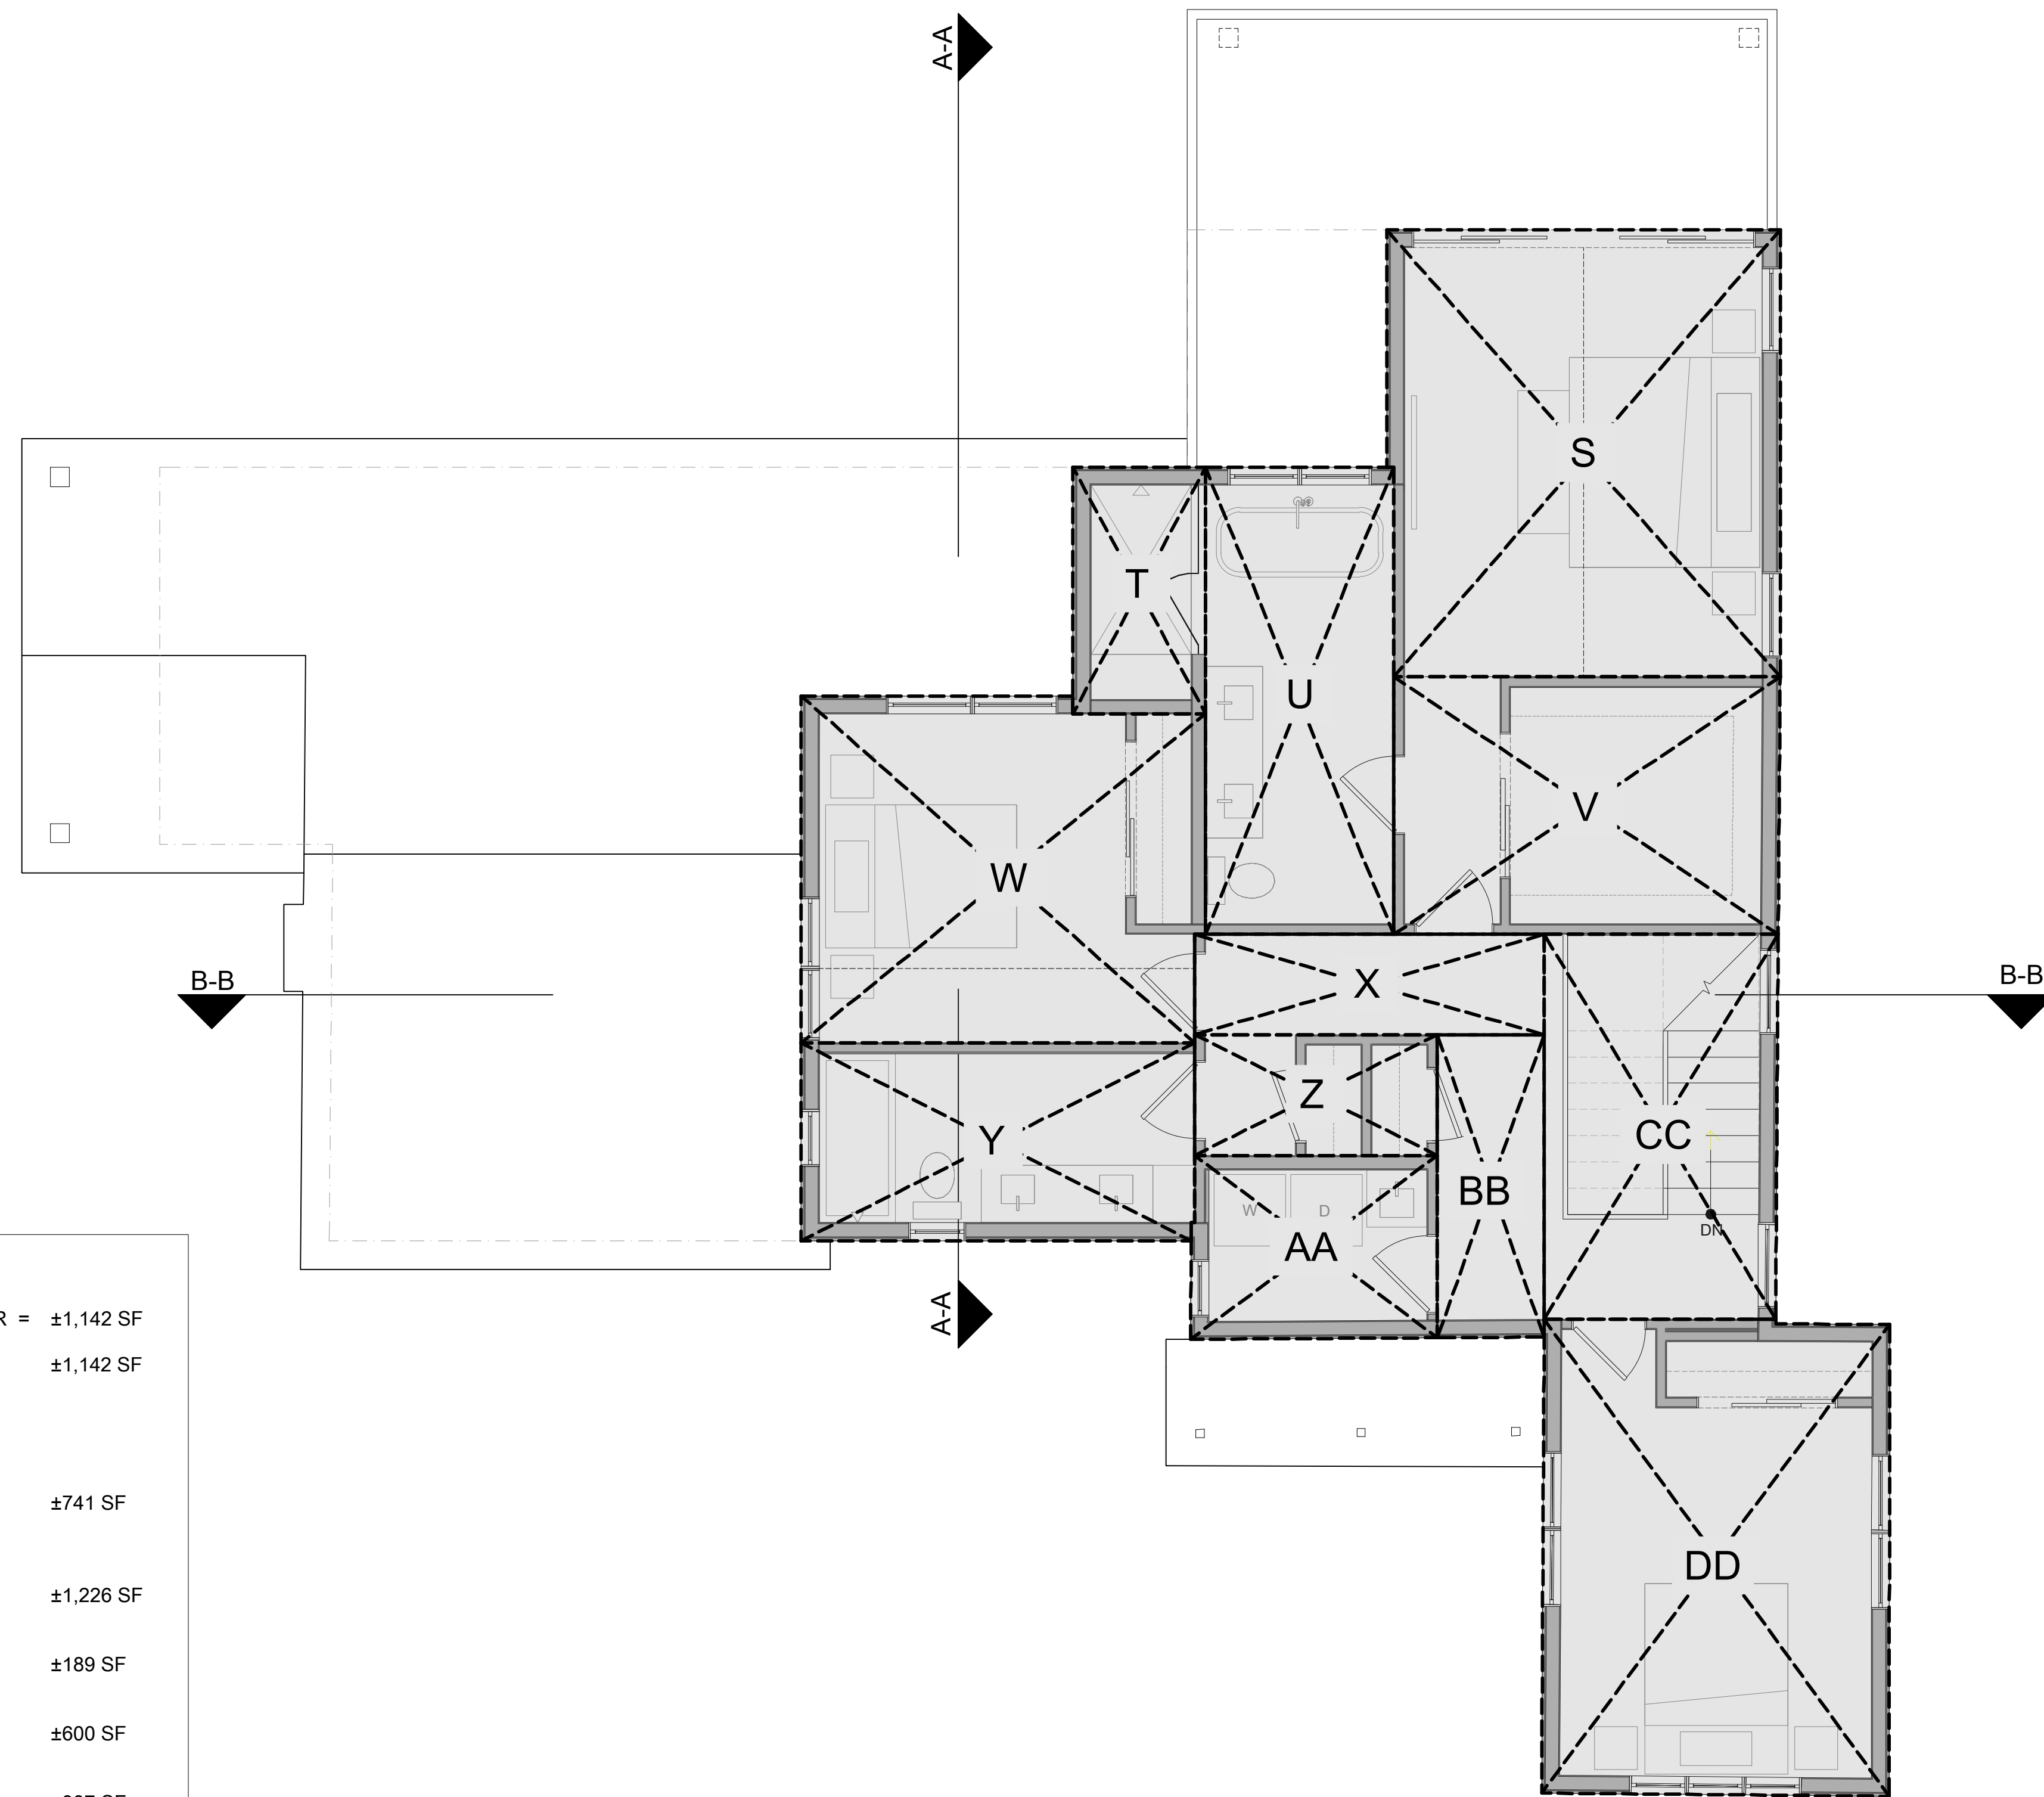 A-A
S
T
U
V
W
B-B
B-B
X
Z
CC
Y
BB
W
D
DN
AA
A-A
R = ±1,142 SF
±1,142 SF
±741 SF
DD
±1,226 SF
±189 SF
±600 SF